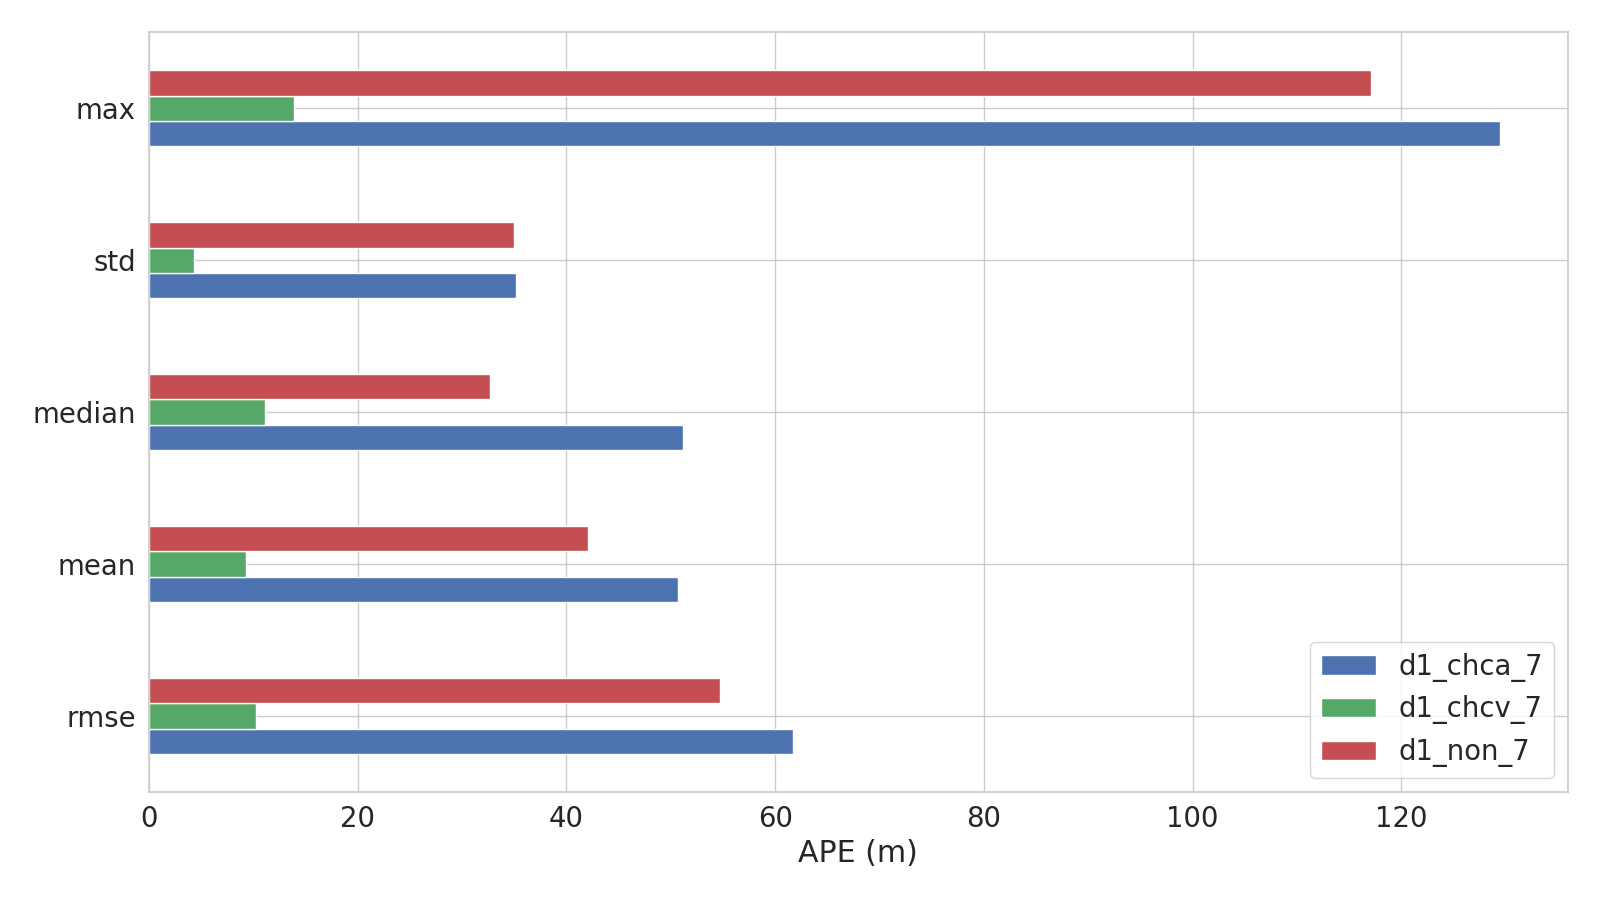 max
std
median
mean
rmse
d1_chca_7
d1_chcv_7
d1_non_7
0 20 40 60 80 100 120
APE (m)